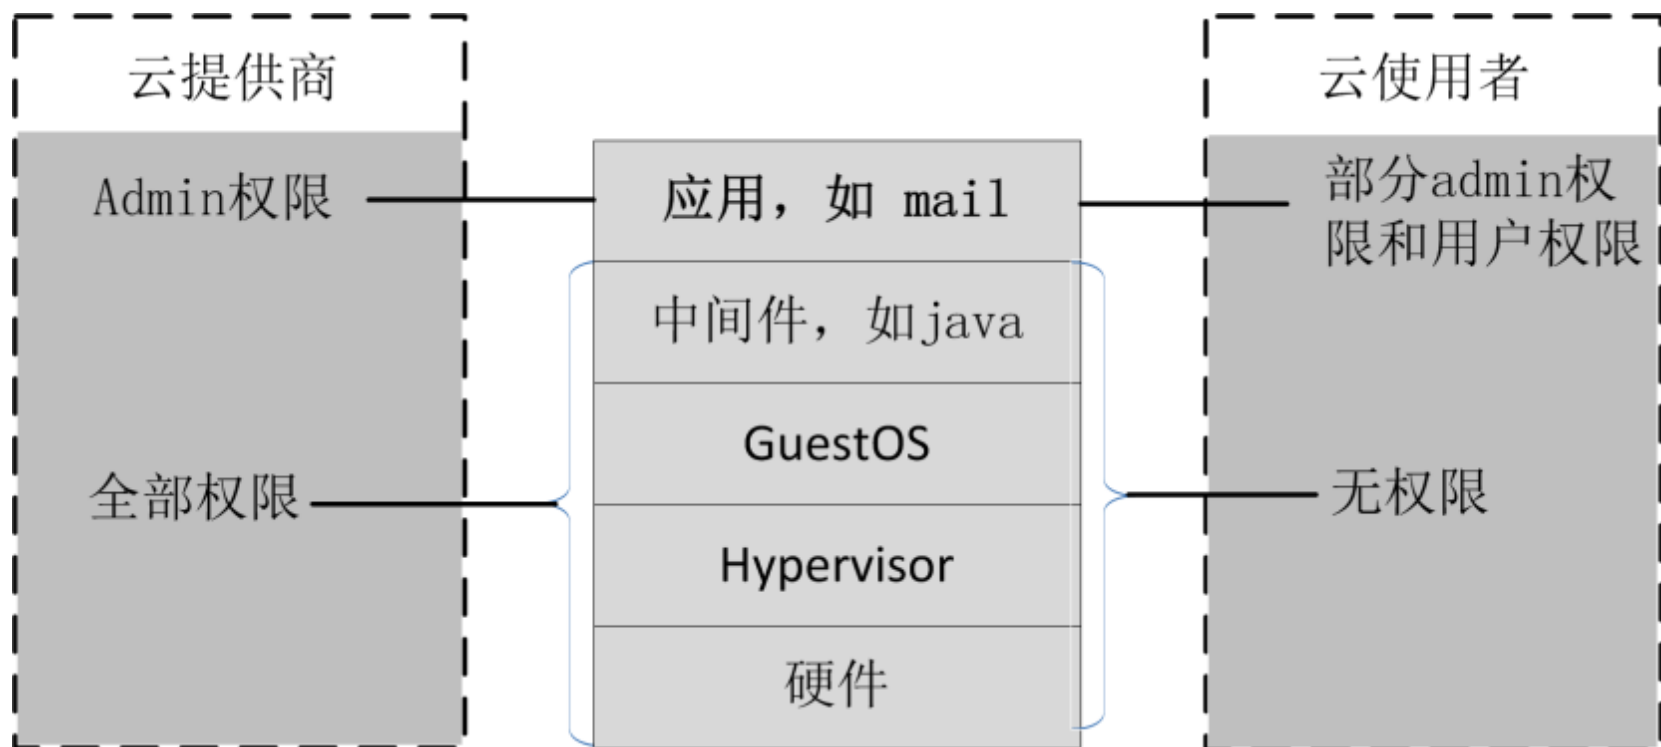 云提供商
云使用者
Admin权限
应用，如 mail
部分admin权
限和用户权限
中间件，如java
GuestOS
全部权限
无权限
Hypervisor
硬件